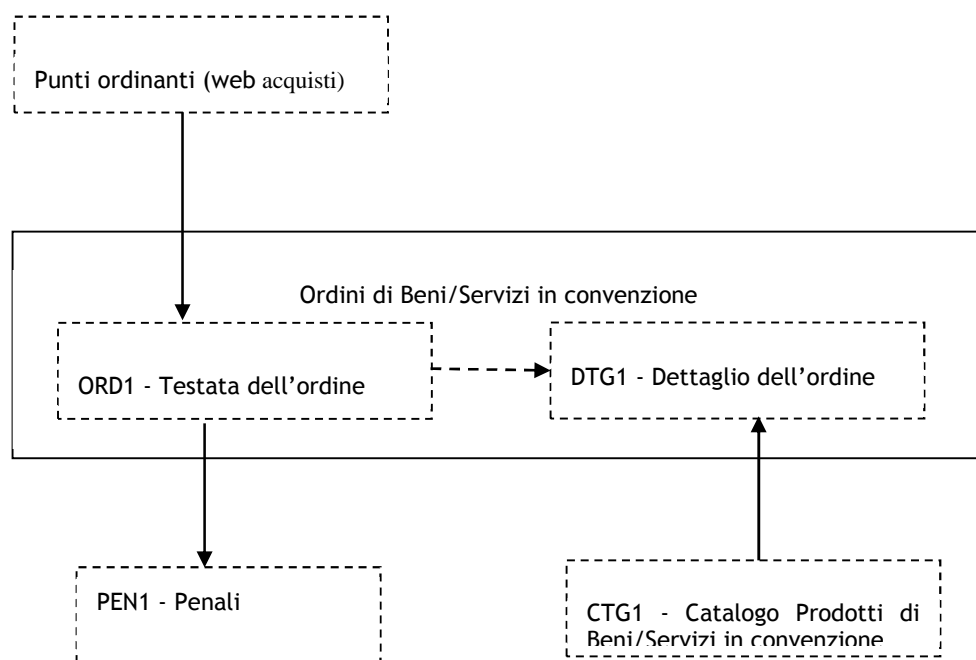 Punti ordinanti (web acquisti)
Ordini di Beni/Servizi in convenzione
ORD1 - Testata dell’ordine
DTG1 - Dettaglio dell’ordine
PEN1 - Penali
CTG1 - Catalogo Prodotti di
Beni/Servizi in convenzione